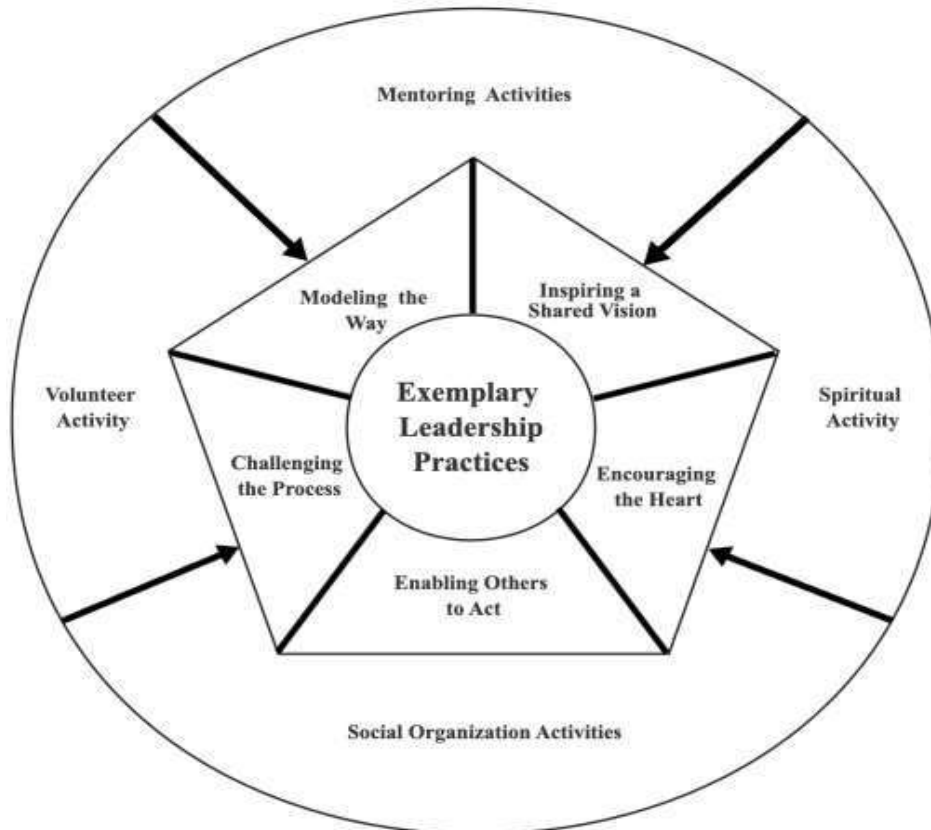 Mentoring Activities
Modeling the
Way
Inspiring a
Shared Vision
Volunteer
Activity
Exemplary
Leadership
Practices
Spiritual
Activity
Challenging
the Process
Encouraging
the Heart
Enabling Others
to Act
Social Organization Activities